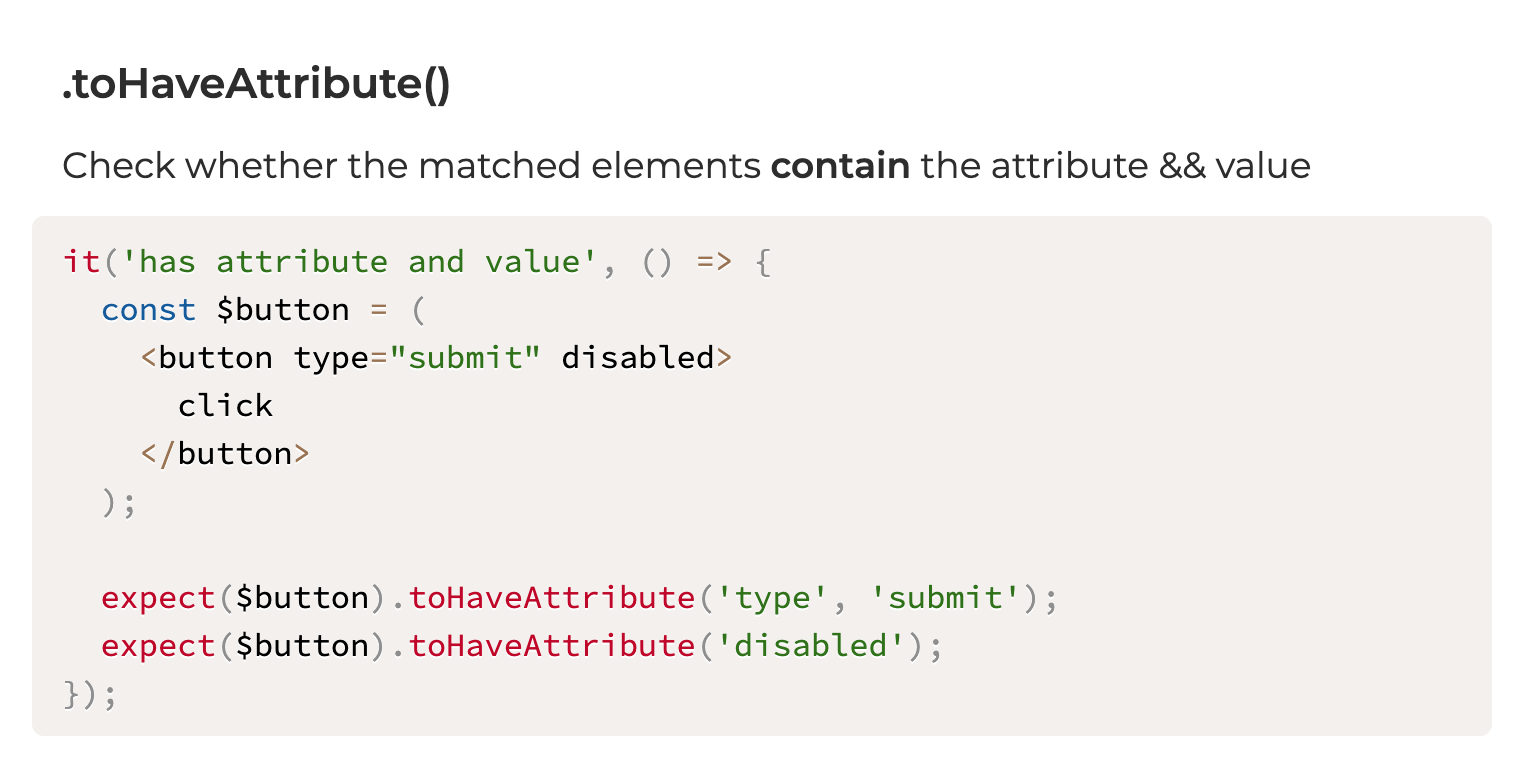 .toHaveAttribute()
Check whether the matched elements contain the attribute && value
it('has attribute and value', () => {
  const $button = (
    <button type="submit" disabled>
      click
    </button>
  );

  expect($button).toHaveAttribute('type', 'submit');
  expect($button).toHaveAttribute('disabled');
});